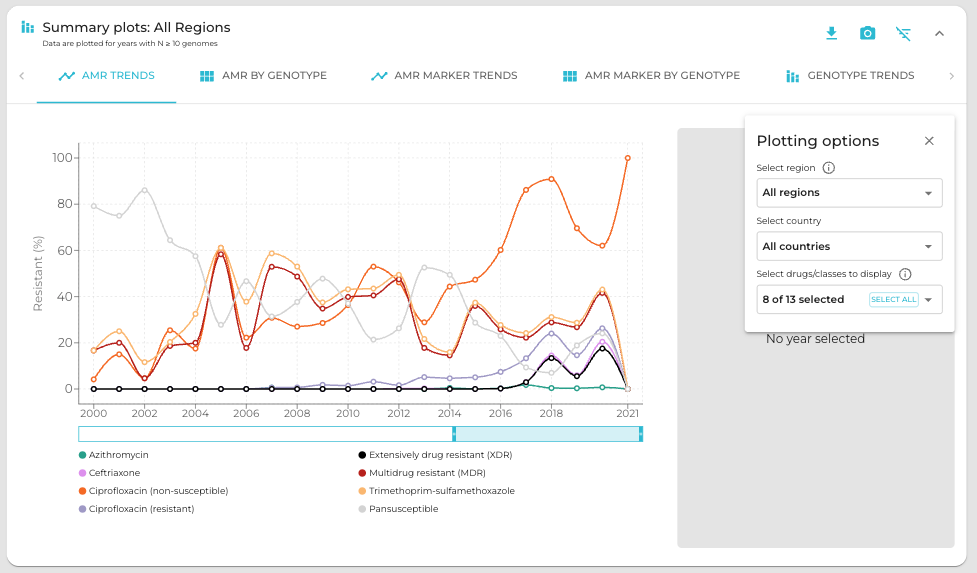 Summary plots: All Regions
Data are plotted for years with N ≥ 10 genomes
AMR TRENDS
AMR BY GENOTYPE
AMR MARKER TRENDS
AMR MARKER BY GENOTYPE
GENOTYPE TRENDS
Resistant (%)
100
80
60
40
20
0
2000 2002 2004 2006 2008 2010 2012 2014 2016 2018 2021
Azithromycin
Ceftriaxone
Ciprofloxacin (non-susceptible)
Ciprofloxacin (resistant)
Extensively drug resistant (XDR)
Multidrug resistant (MDR)
Trimethoprim-sulfamethoxazole
Pansusceptible
Plotting options
Select region
All regions
Select country
All countries
Select drugs/classes to display
8 of 13 selected SELECT ALL
No year selected